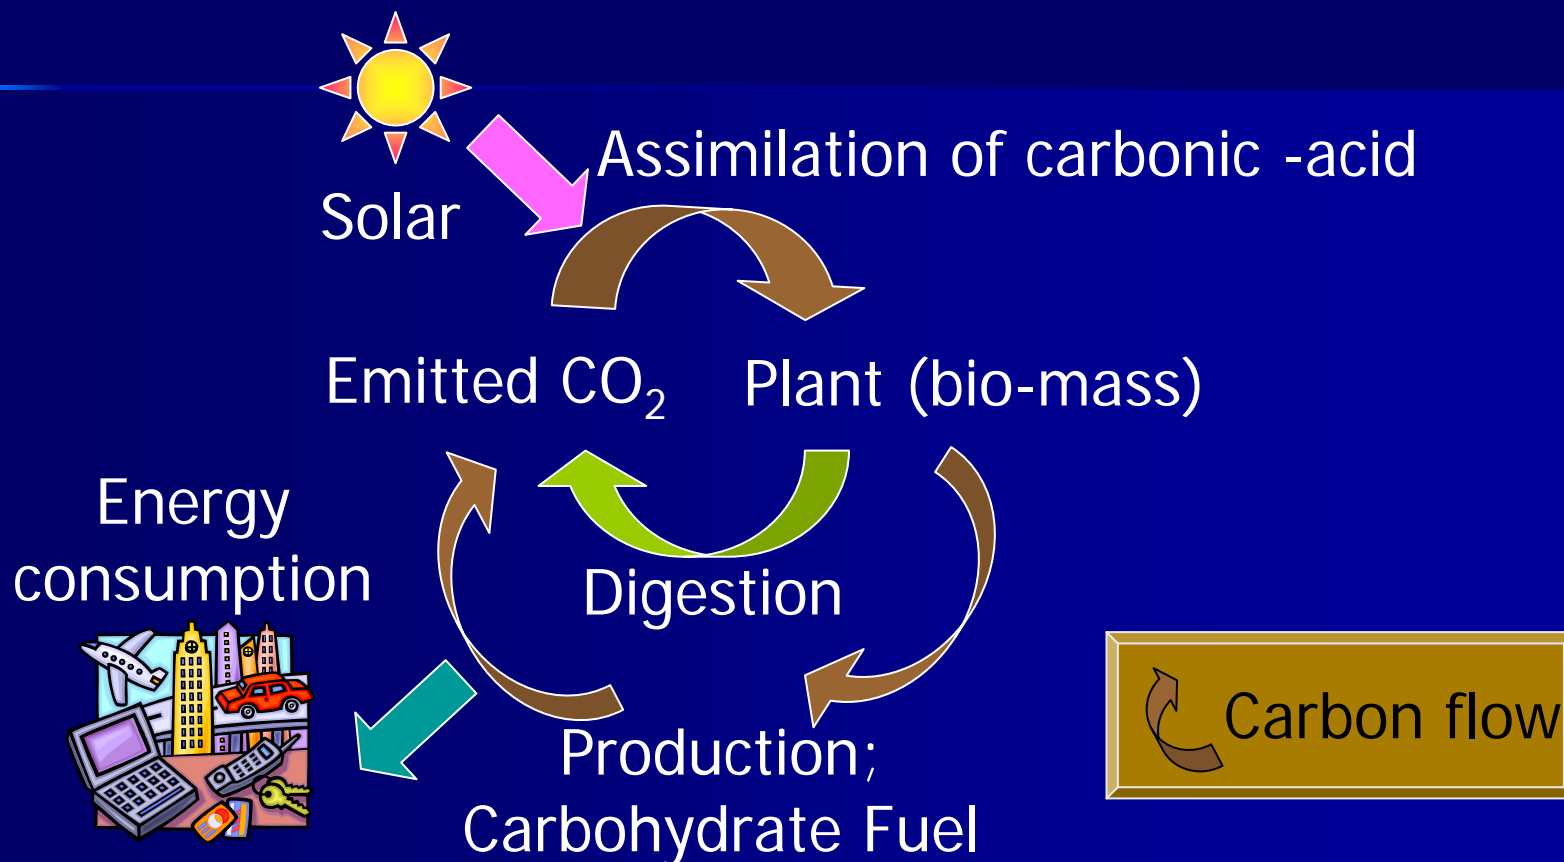 Assimilation of carbonic -acid
Solar
Emitted CO₂
Plant (bio-mass)
Energy
consumption
Digestion
Carbon flow
Production;
Carbohydrate Fuel